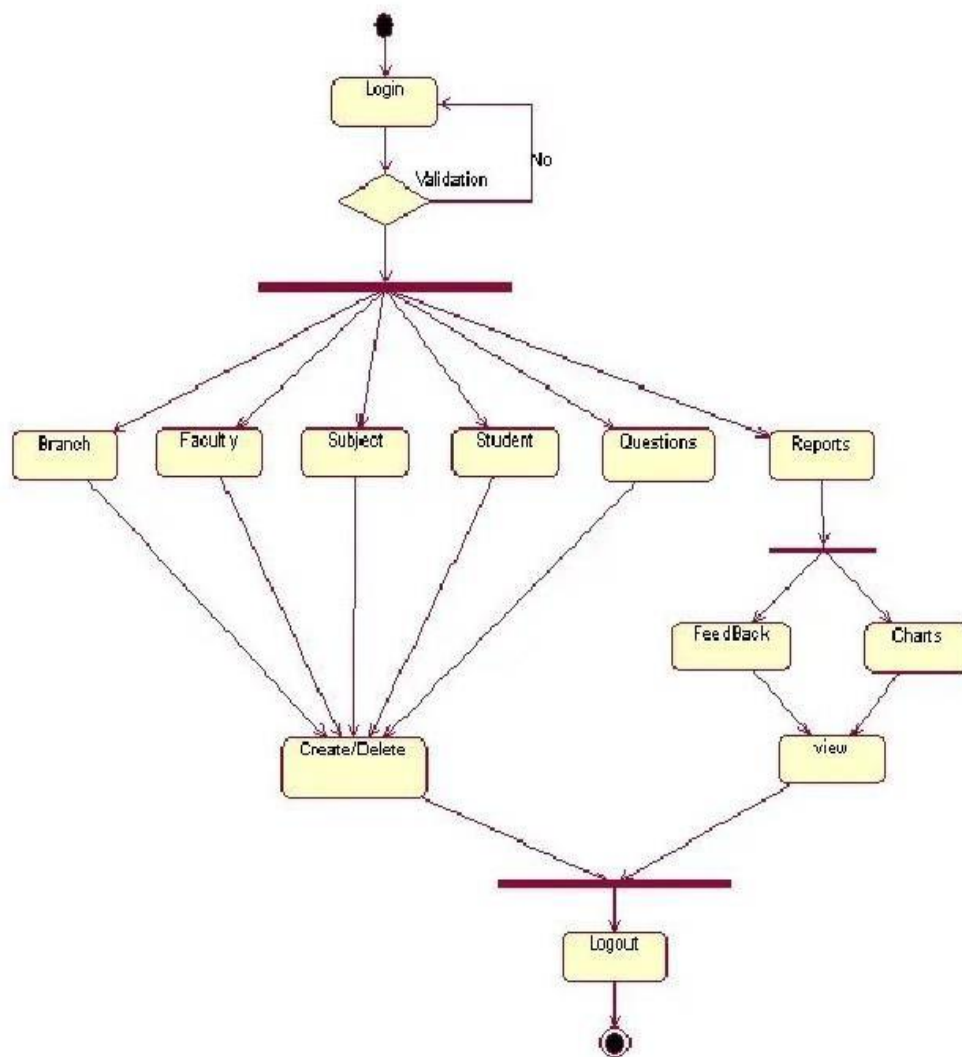 Login
No
Validation
Branch
Faculty
Subject
Student
Questions
Reports
FeedBack
Charts
Create/Delete
view
Logout